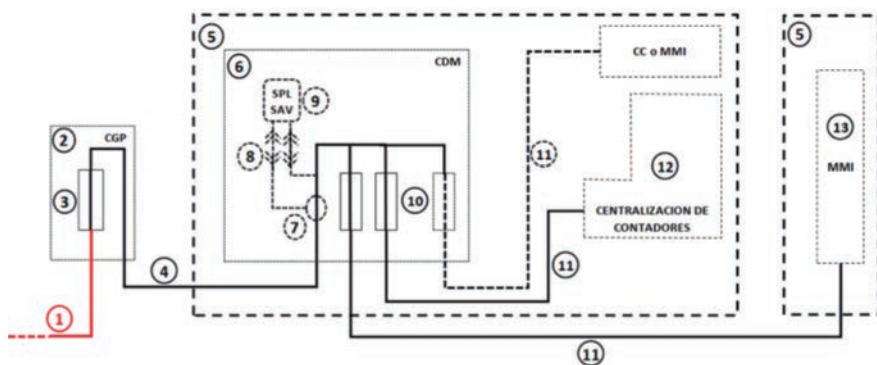 5
5
6
CDM
CC o MMI
SPL
SAV
9
2
CGP
13
8
11
12
MMI
3
10
CENTRALIZACION DE
CONTADORES
7
4
11
1
11